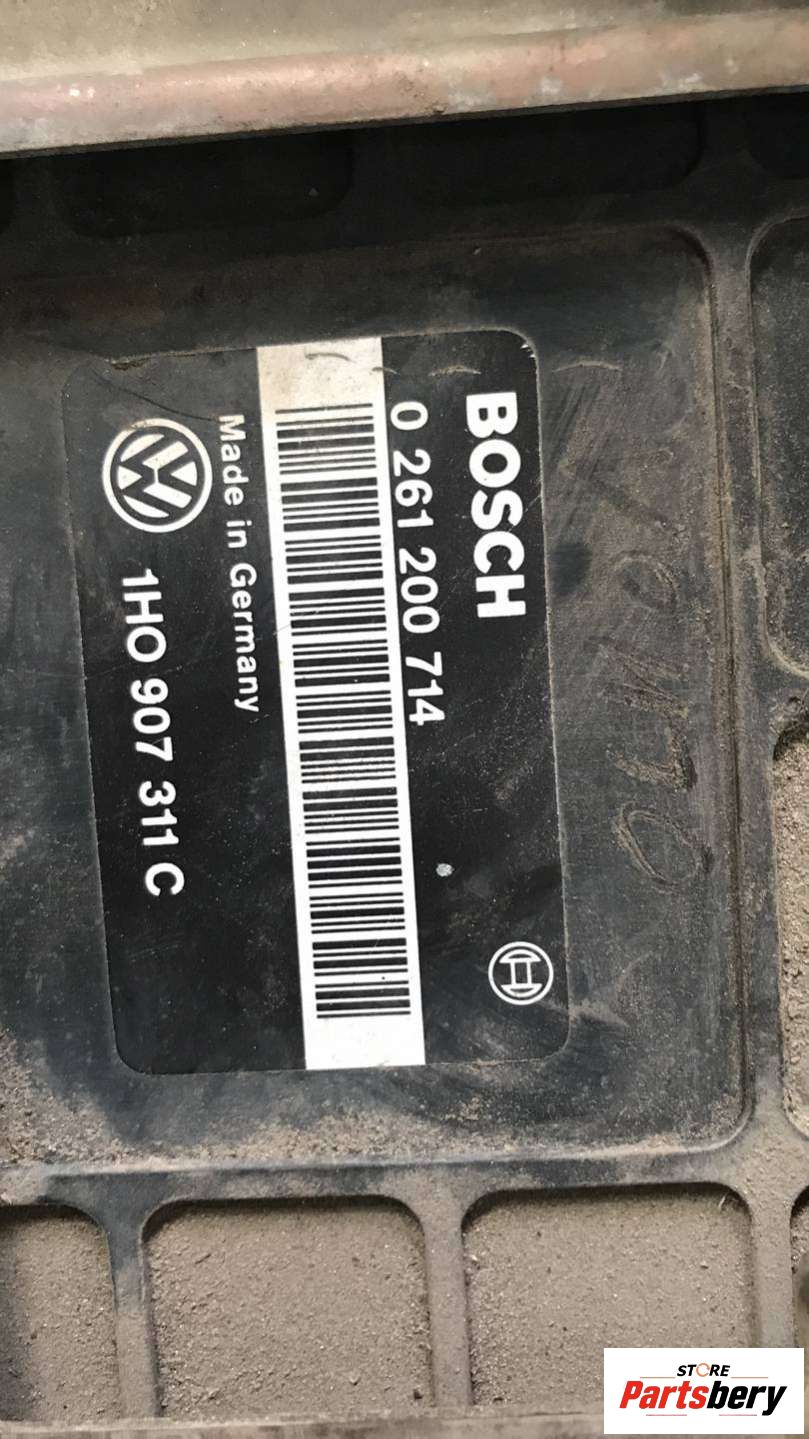 BOSCH
0 261 200 714
Made in Germany
1HO 907 311 C
STORE
Partsbery